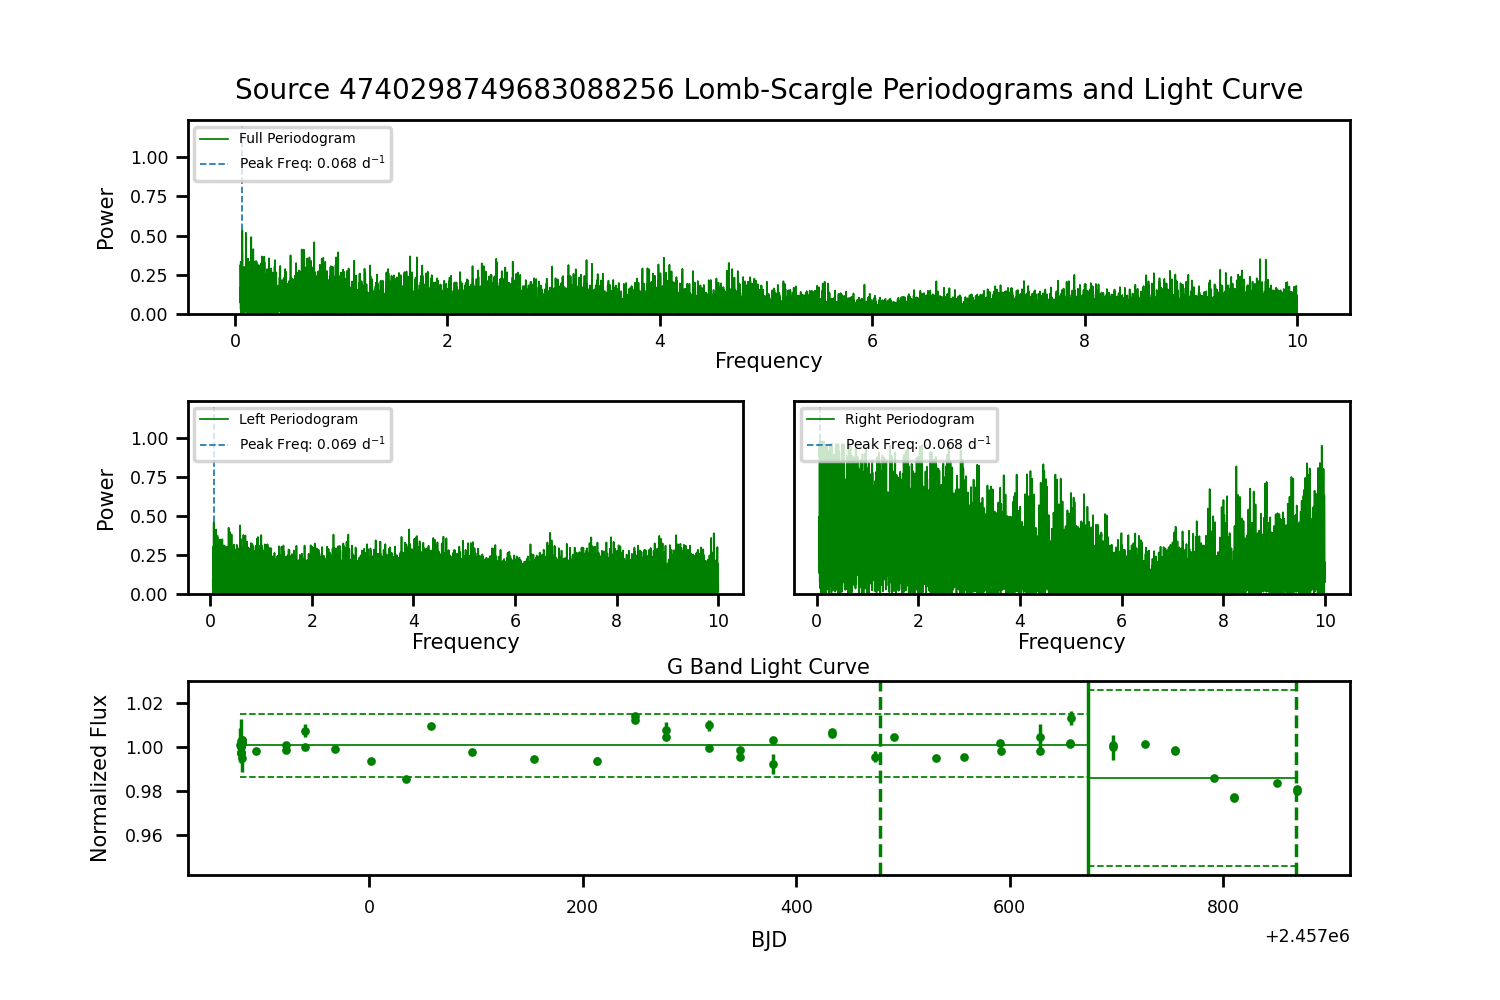 Source 4740298749683088256 Lomb-Scargle Periodograms and Light Curve
Full Periodogram
Peak Freq: 0.068 d⁻¹
1.00
0.75
0.50
0.25
0.00
Power
0 2 4 6 8 10
Frequency
Left Periodogram
Peak Freq: 0.069 d⁻¹
1.00
0.75
0.50
0.25
0.00
Power
0 2 4 6 8 10
Frequency
Right Periodogram
Peak Freq: 0.068 d⁻¹
0 2 4 6 8 10
Frequency
G Band Light Curve
1.02
1.00
0.98
0.96
Normalized Flux
0 200 400 600 800
BJD
+2.457e6